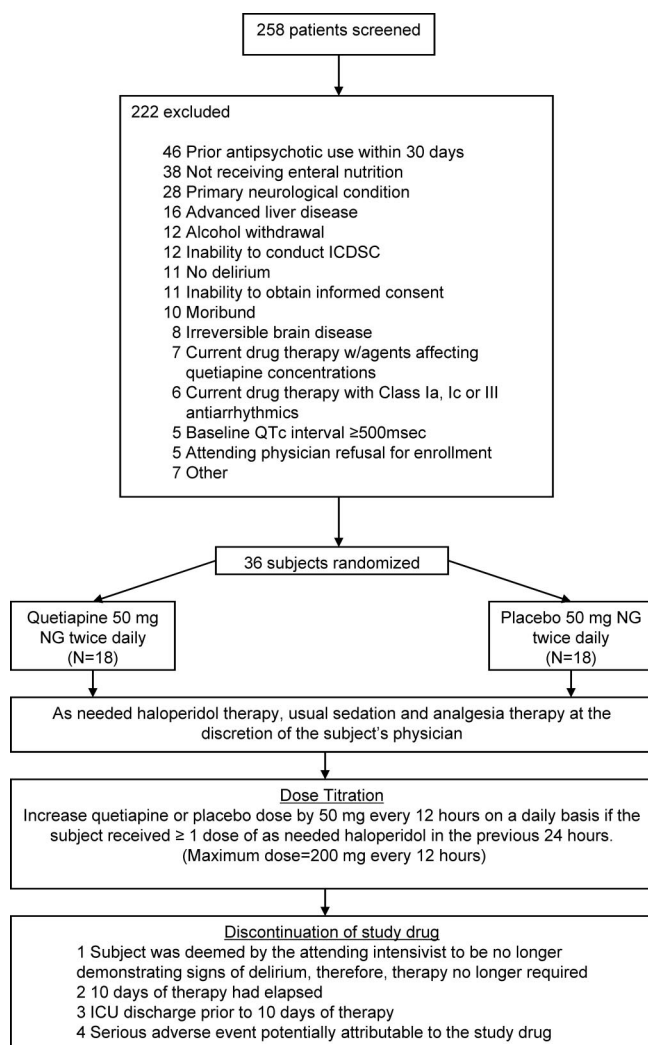 258 patients screened
222 excluded
46 Prior antipsychotic use within 30 days
38 Not receiving enteral nutrition
28 Primary neurological condition
16 Advanced liver disease
12 Alcohol withdrawal
12 Inability to conduct ICDSC
11 No delirium
11 Inability to obtain informed consent
10 Moribund
8 Irreversible brain disease
7 Current drug therapy w/agents affecting
quetiapine concentrations
6 Current drug therapy with Class Ia, Ic or III
antiarrhythmics
5 Baseline QTc interval ≥500msec
5 Attending physician refusal for enrollment
7 Other
36 subjects randomized
Quetiapine 50 mg
NG twice daily
(N=18)
Placebo 50 mg NG
twice daily
(N=18)
As needed haloperidol therapy, usual sedation and analgesia therapy at the
discretion of the subject's physician
Dose Titration
Increase quetiapine or placebo dose by 50 mg every 12 hours on a daily basis if the
subject received ≥ 1 dose of as needed haloperidol in the previous 24 hours.
(Maximum dose=200 mg every 12 hours)
Discontinuation of study drug
1 Subject was deemed by the attending intensivist to be no longer
demonstrating signs of delirium, therefore, therapy no longer required
2 10 days of therapy had elapsed
3 ICU discharge prior to 10 days of therapy
4 Serious adverse event potentially attributable to the study drug